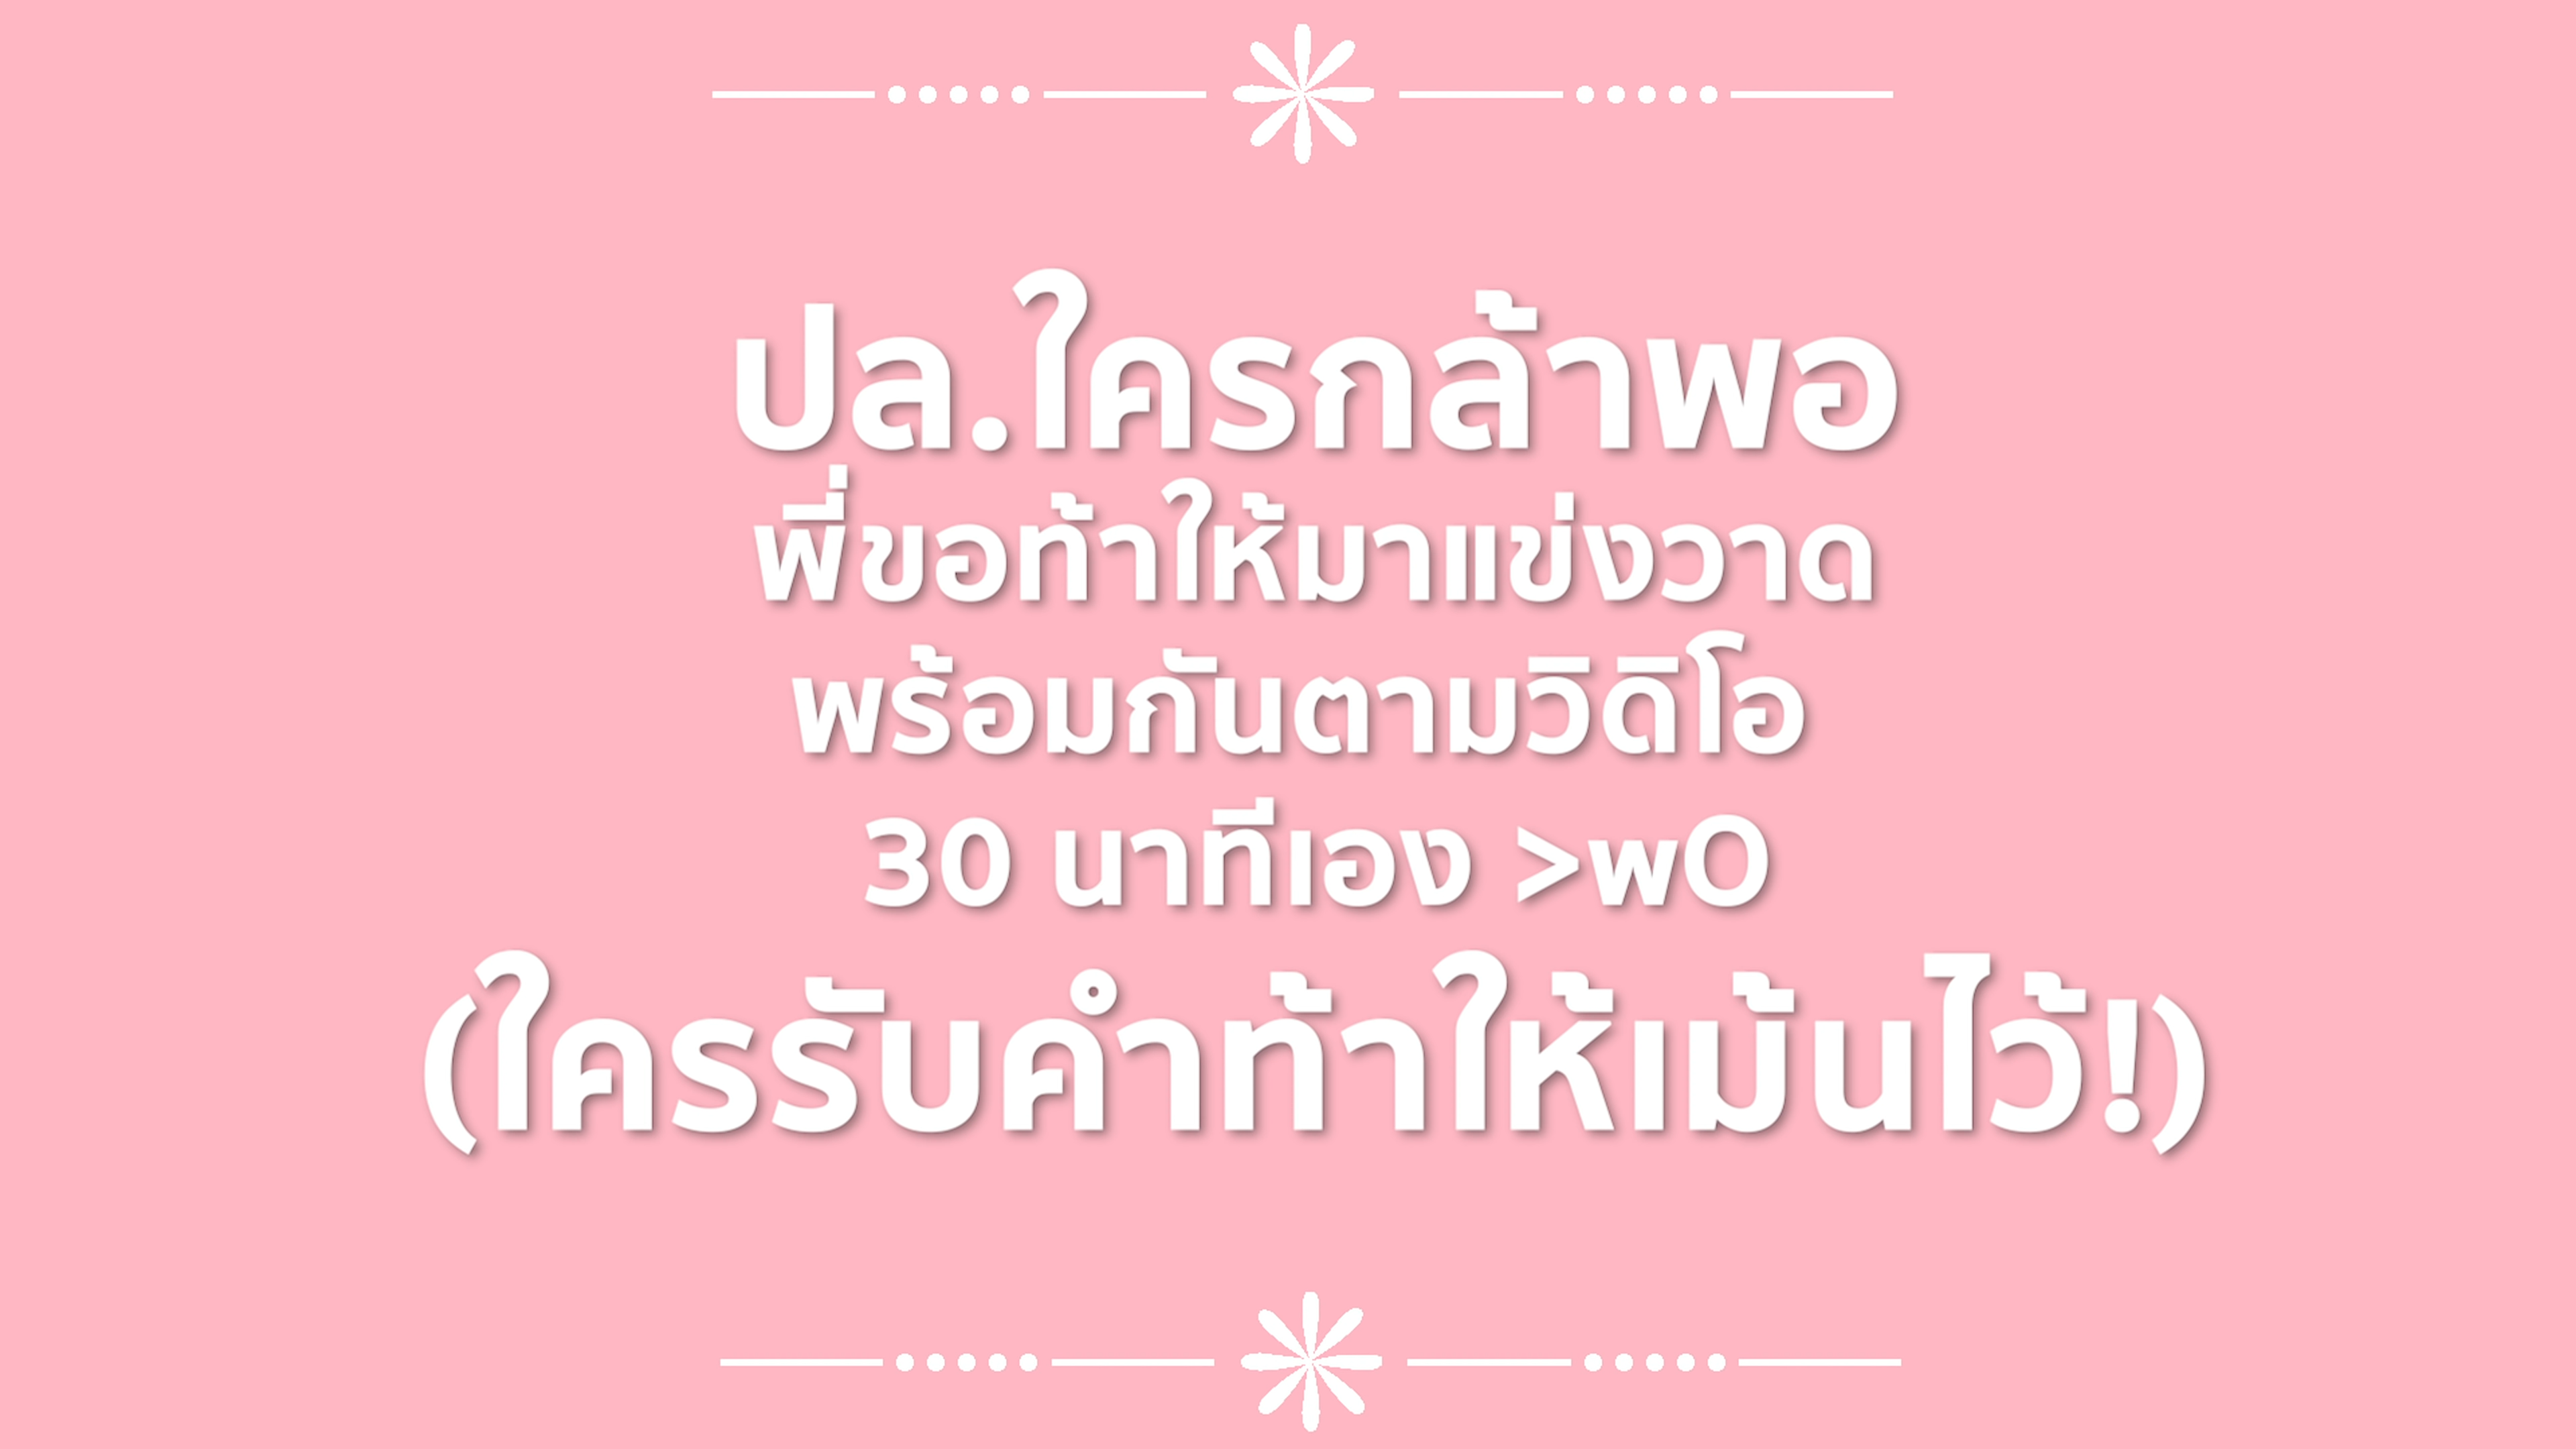 ปล.ใครกล้าพอ
พี่ขอท้าให้มาแข่งวาด
พร้อมกันตามวิดิโอ
30 นาทีเอง >พO
(ใครรับคำท้าให้เม้นไว้!)